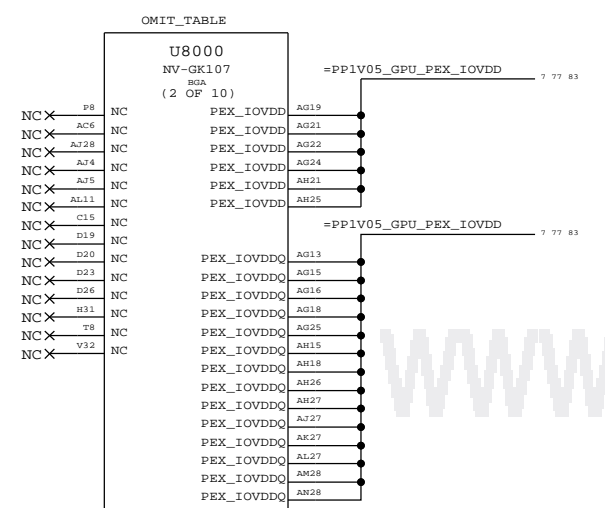 OMIT_TABLE
U8000
NV-GK107
BGA
(2 OF 10)
=PP1V05_GPU_PEX_IOVDD 7 77 83
NC P8 NC PEX_IOVDD AG19
NC AC6 NC PEX_IOVDD AG21
NC AJ28 NC PEX_IOVDD AG22
NC AJ4 NC PEX_IOVDD AG24
NC AJ5 NC PEX_IOVDD AH21
NC AL11 NC PEX_IOVDD AH25
NC C15 NC
=PP1V05_GPU_PEX_IOVDD 7 77 83
NC D19 NC
NC D20 NC PEX_IOVDDQ AG13
NC D23 NC PEX_IOVDDQ AG15
NC D26 NC PEX_IOVDDQ AG16
NC H31 NC PEX_IOVDDQ AG18
NC T8 NC PEX_IOVDDQ AG25
NC V32 NC PEX_IOVDDQ AH15
PEX_IOVDDQ AH18
PEX_IOVDDQ AH26
PEX_IOVDDQ AH27
PEX_IOVDDQ AJ27
PEX_IOVDDQ AK27
PEX_IOVDDQ AL27
PEX_IOVDDQ AM28
PEX_IOVDDQ AN28
www